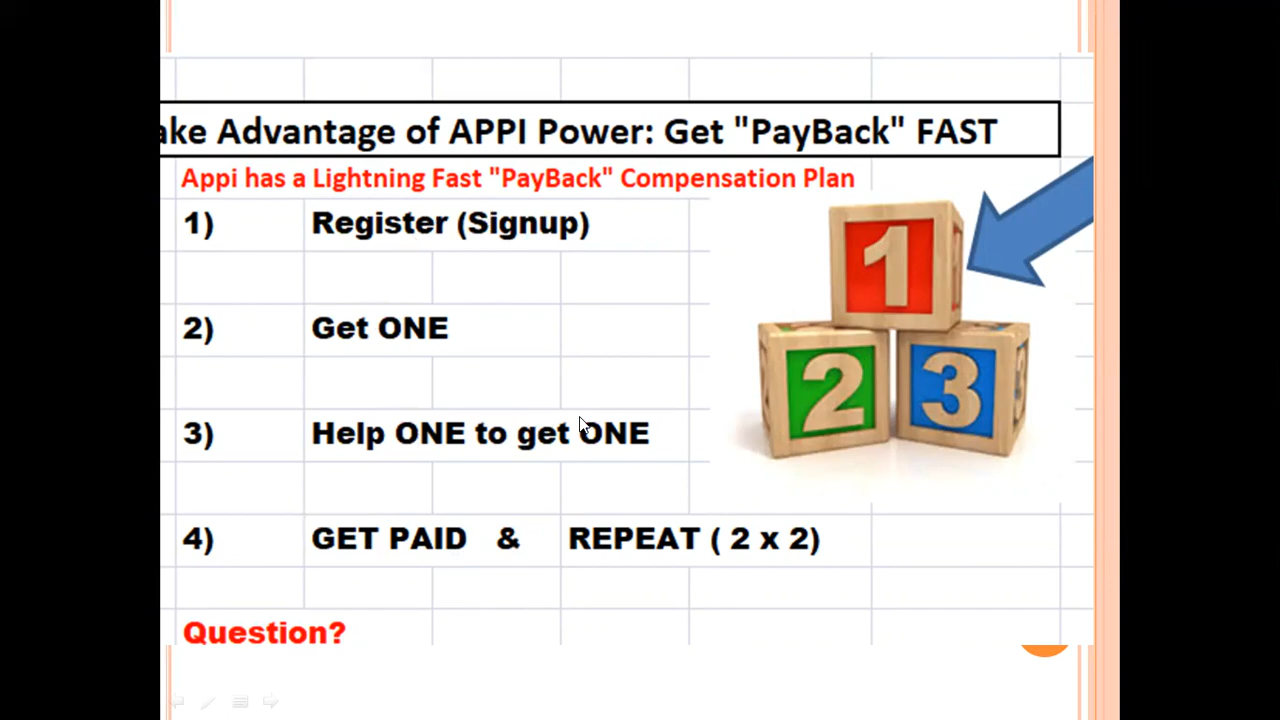 ake Advantage of APPI Power: Get "PayBack" FAST
Appi has a Lightning Fast "PayBack" Compensation Plan
1) Register (Signup)
2) Get ONE
3) Help ONE to get ONE
4) GET PAID & REPEAT ( 2 x 2)
Question?
1
2
3